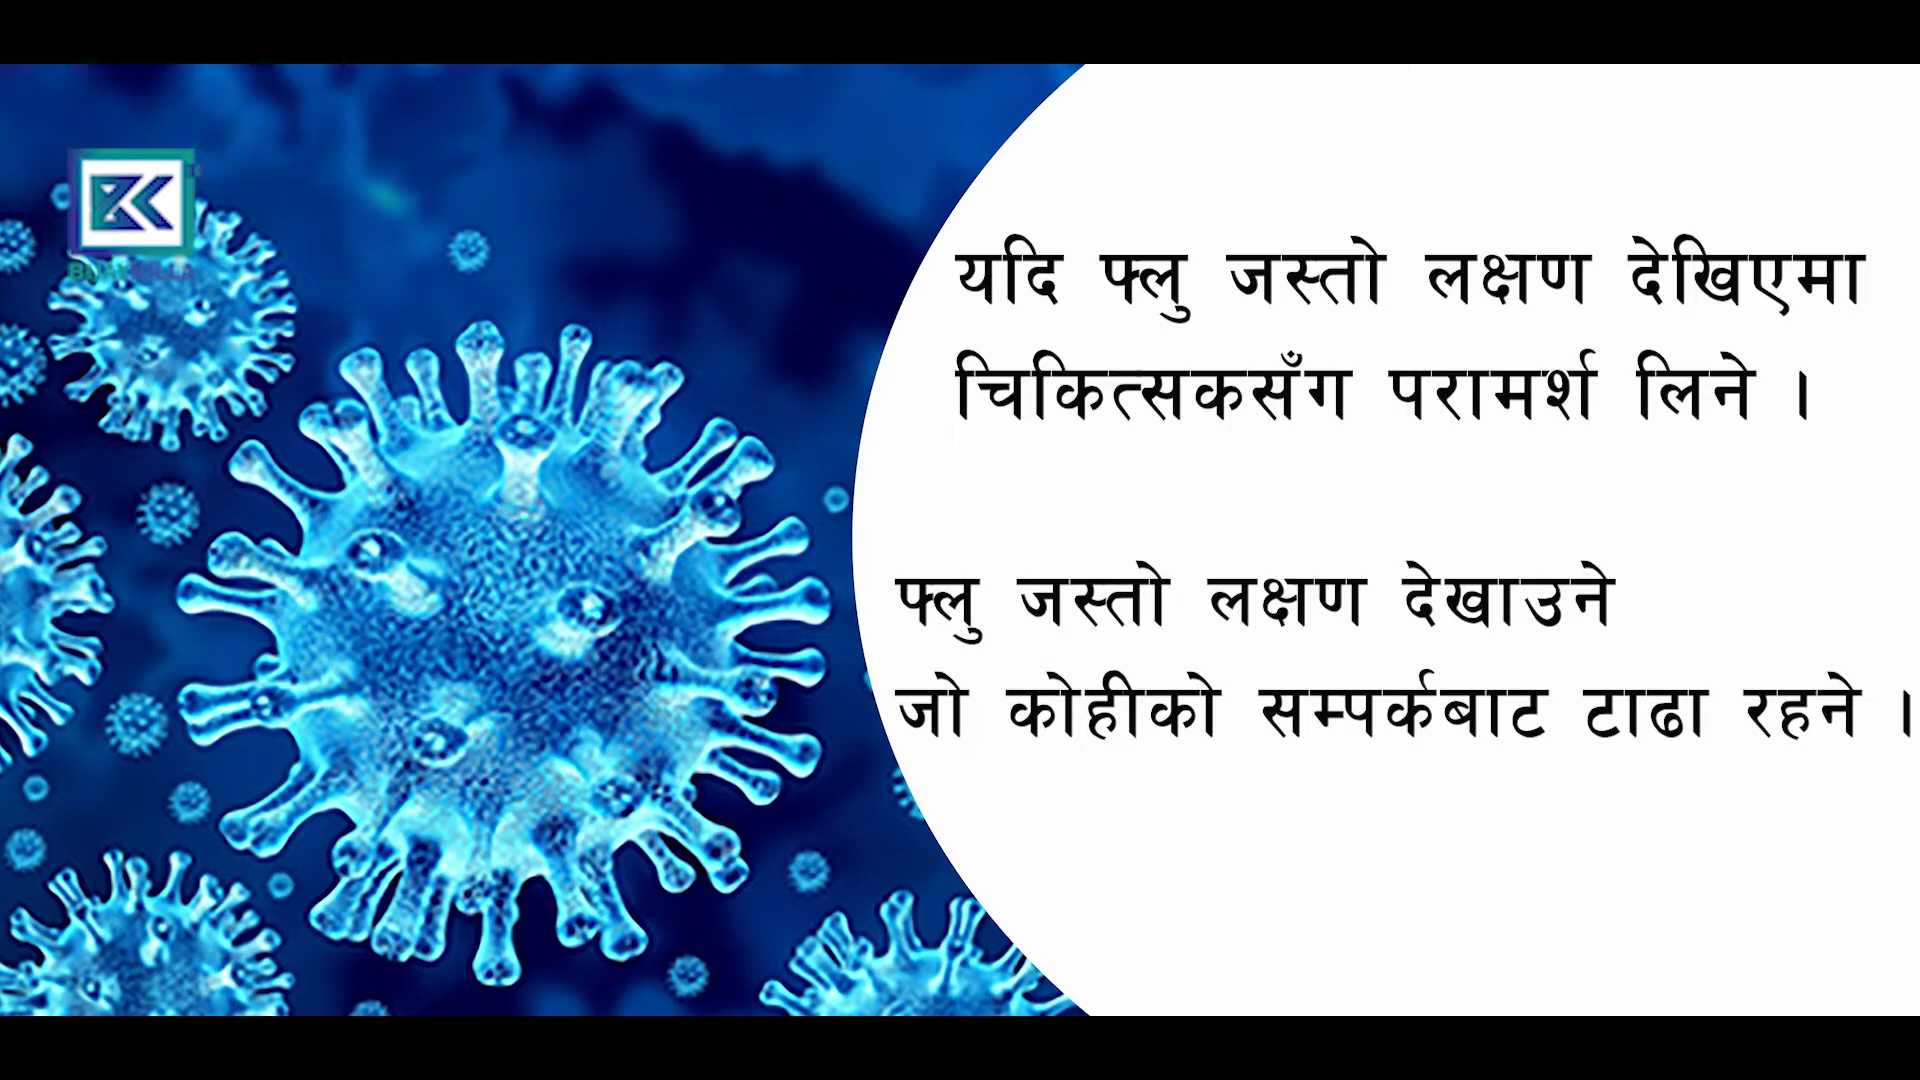 यदि फ्लु जस्तो लक्षण देखिएमा
चिकित्सकसँग परामर्श लिने ।
फ्लु जस्तो लक्षण देखाउने
जो कोहीको सम्पर्कबाट टाढा रहने ।